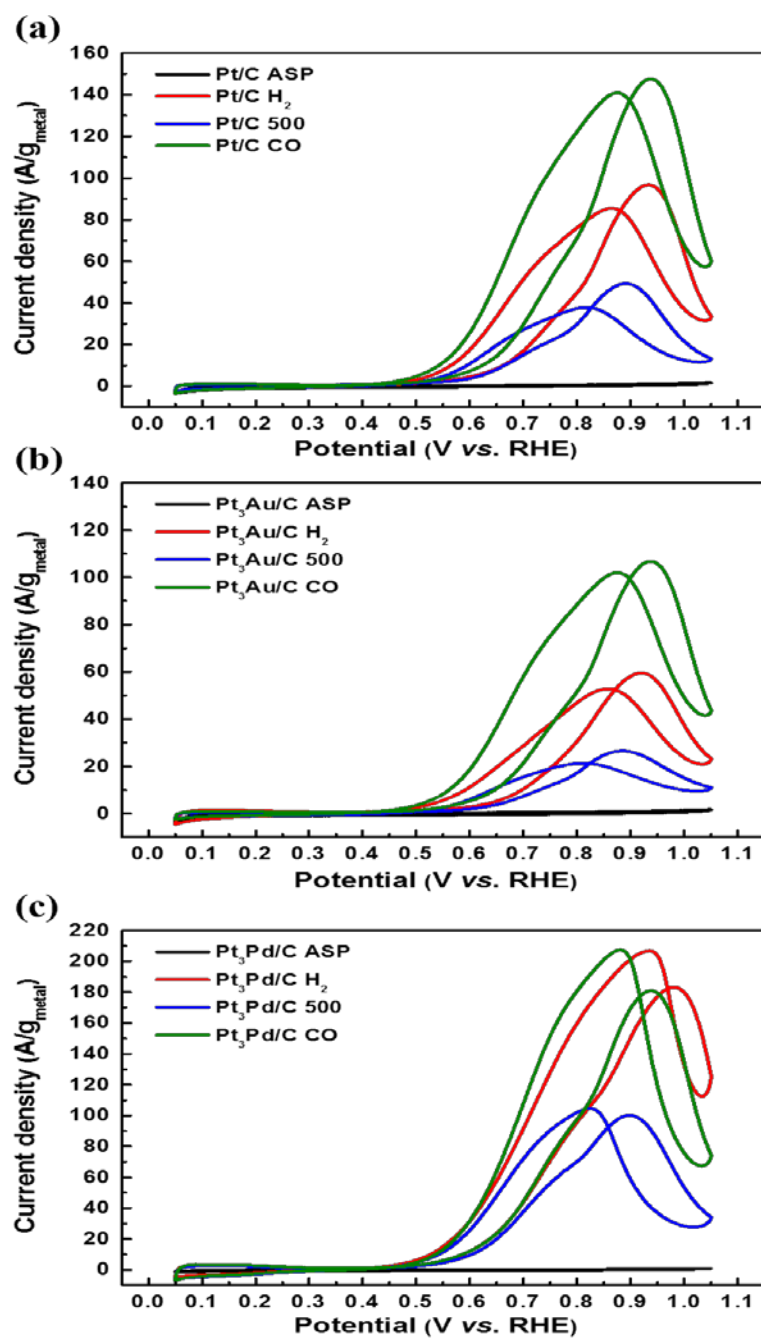 (a)
160
140
120
100
80
60
40
20
0
Current density (A/g_metal)
Pt/C ASP
Pt/C H₂
Pt/C 500
Pt/C CO
0.0 0.1 0.2 0.3 0.4 0.5 0.6 0.7 0.8 0.9 1.0 1.1
Potential (V vs. RHE)
(b)
140
120
100
80
60
40
20
0
Current density (A/g_metal)
Pt₃Au/C ASP
Pt₃Au/C H₂
Pt₃Au/C 500
Pt₃Au/C CO
0.0 0.1 0.2 0.3 0.4 0.5 0.6 0.7 0.8 0.9 1.0 1.1
Potential (V vs. RHE)
(c)
220
200
180
160
140
120
100
80
60
40
20
0
Current density (A/g_metal)
Pt₃Pd/C ASP
Pt₃Pd/C H₂
Pt₃Pd/C 500
Pt₃Pd/C CO
0.0 0.1 0.2 0.3 0.4 0.5 0.6 0.7 0.8 0.9 1.0 1.1
Potential (V vs. RHE)